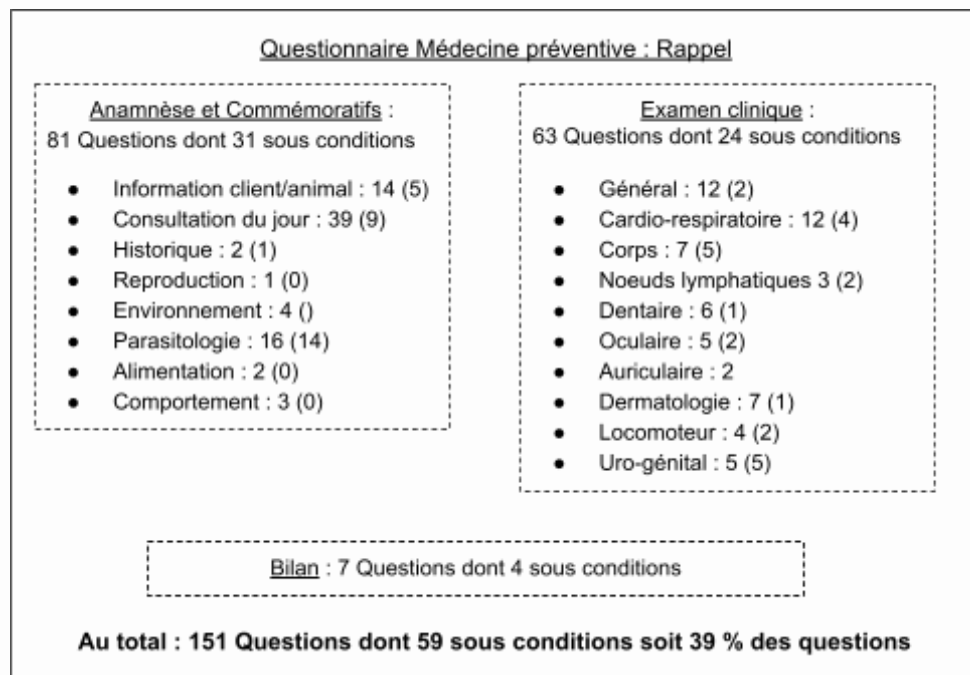 Questionnaire Médecine préventive : Rappel
Anamnèse et Commémoratifs :
81 Questions dont 31 sous conditions
● Information client/animal : 14 (5)
● Consultation du jour : 39 (9)
● Historique : 2 (1)
● Reproduction : 1 (0)
● Environnement : 4 ()
● Parasitologie : 16 (14)
● Alimentation : 2 (0)
● Comportement : 3 (0)
Examen clinique :
63 Questions dont 24 sous conditions
● Général : 12 (2)
● Cardio-respiratoire : 12 (4)
● Corps : 7 (5)
● Noeuds lymphatiques 3 (2)
● Dentaire : 6 (1)
● Oculaire : 5 (2)
● Auriculaire : 2
● Dermatologie : 7 (1)
● Locomoteur : 4 (2)
● Uro-génital : 5 (5)
Bilan : 7 Questions dont 4 sous conditions
Au total : 151 Questions dont 59 sous conditions soit 39 % des questions